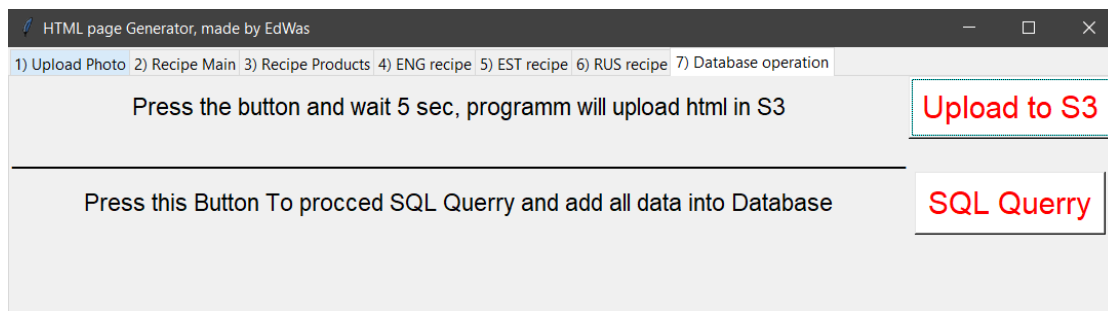 HTML page Generator, made by EdWas
1) Upload Photo 2) Recipe Main 3) Recipe Products 4) ENG recipe 5) EST recipe 6) RUS recipe 7) Database operation
Press the button and wait 5 sec, programm will upload html in S3 Upload to S3
Press this Button To procced SQL Querry and add all data into Database SQL Querry